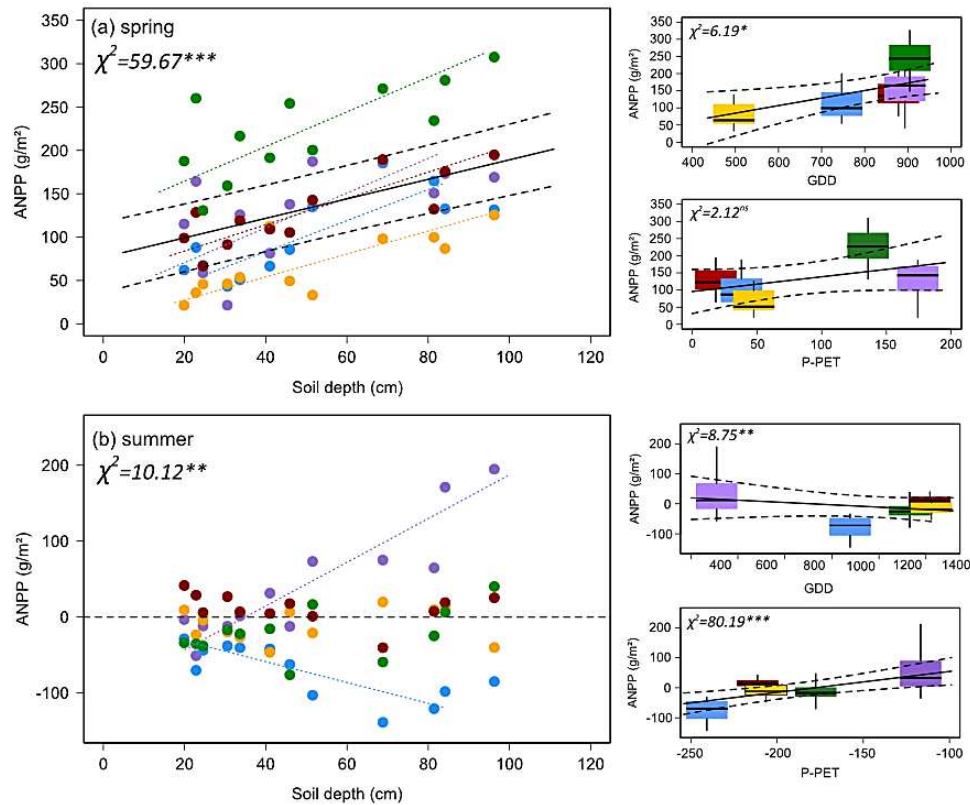 (a) spring
χ²=59.67***
ANPP (g/m²)
350
300
250
200
150
100
50
0
0 20 40 60 80 100 120
Soil depth (cm)
χ²=6.19*
ANPP (g/m²)
350
300
250
200
150
100
50
0
400 500 600 700 800 900 1000
GDD
χ²=2.12ns
ANPP (g/m²)
350
300
250
200
150
100
50
0
0 50 100 150 200
P-PET
(b) summer
χ²=10.12**
ANPP (g/m²)
200
100
0
-100
0 20 40 60 80 100 120
Soil depth (cm)
χ²=8.75**
ANPP (g/m²)
200
100
0
-100
400 600 800 1000 1200 1400
GDD
χ²=80.19***
ANPP (g/m²)
200
100
0
-100
-250 -200 -150 -100
P-PET